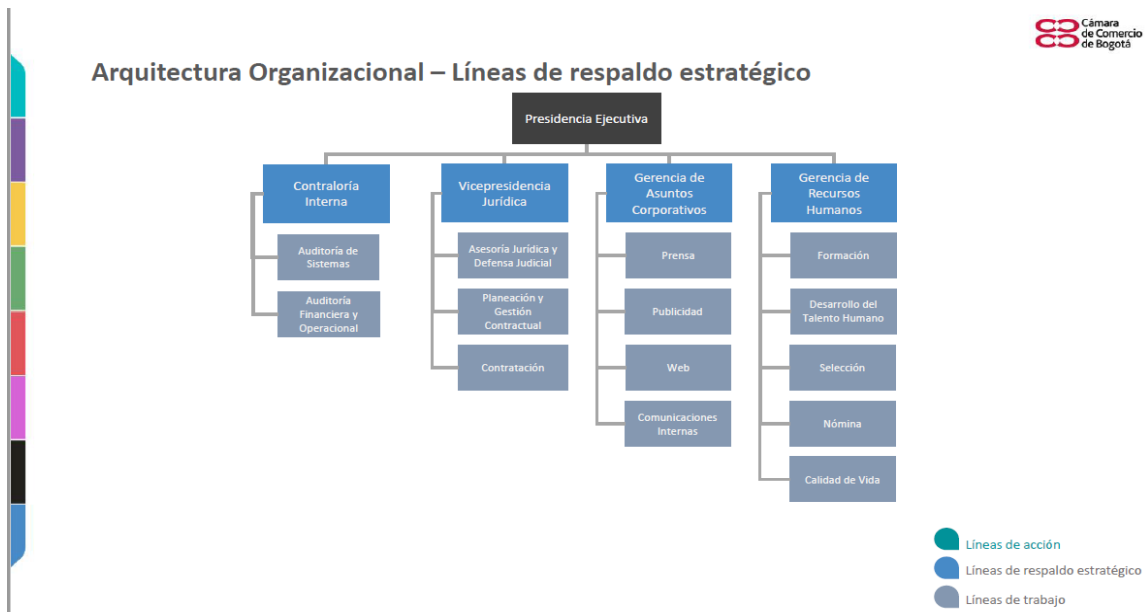 Cámara
de Comercio
de Bogotá
Arquitectura Organizacional – Líneas de respaldo estratégico
Presidencia Ejecutiva
Contraloría
Interna
Auditoría de
Sistemas
Auditoría
Financiera y
Operacional
Vicepresidencia
Jurídica
Asesoría Jurídica y
Defensa Judicial
Planeación y
Gestión
Contractual
Contratación
Gerencia de
Asuntos
Corporativos
Prensa
Publicidad
Web
Comunicaciones
Internas
Gerencia de
Recursos
Humanos
Formación
Desarrollo del
Talento Humano
Selección
Nómina
Calidad de Vida
Líneas de acción
Líneas de respaldo estratégico
Líneas de trabajo